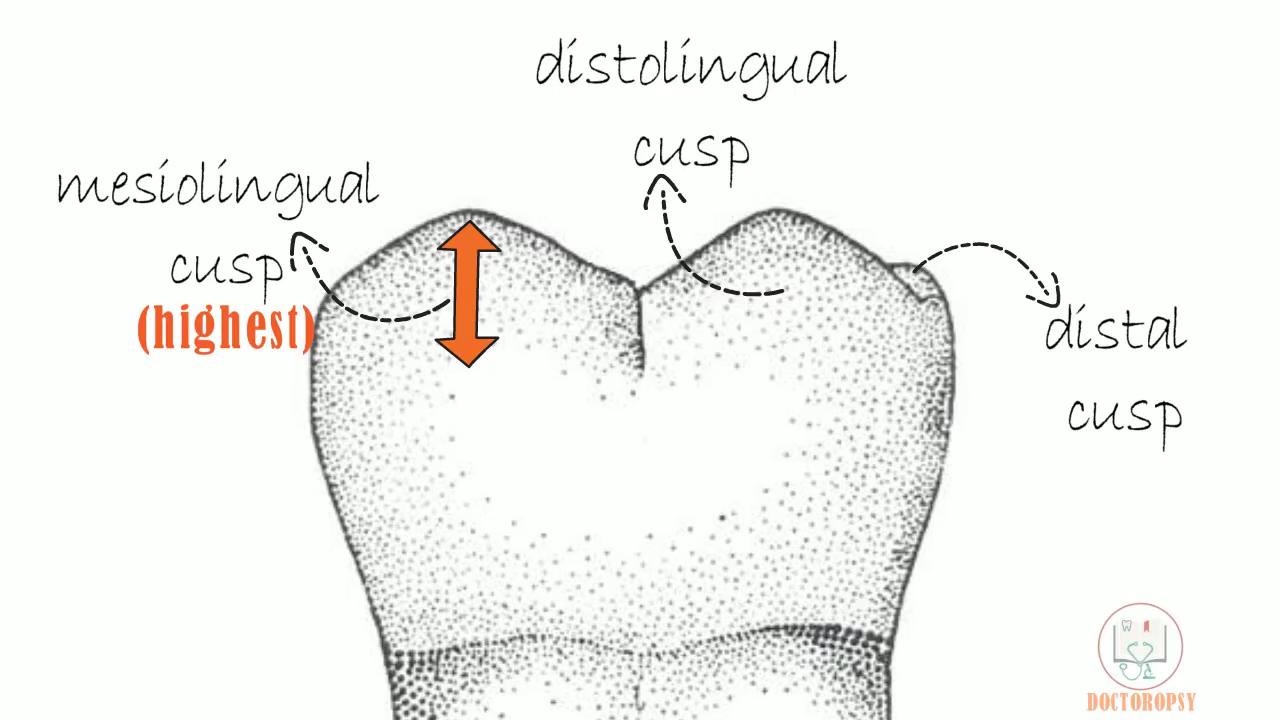 distolingual
cusp
mesiolingual
cusp
(highest)
distal
cusp
DOCTOROPSY